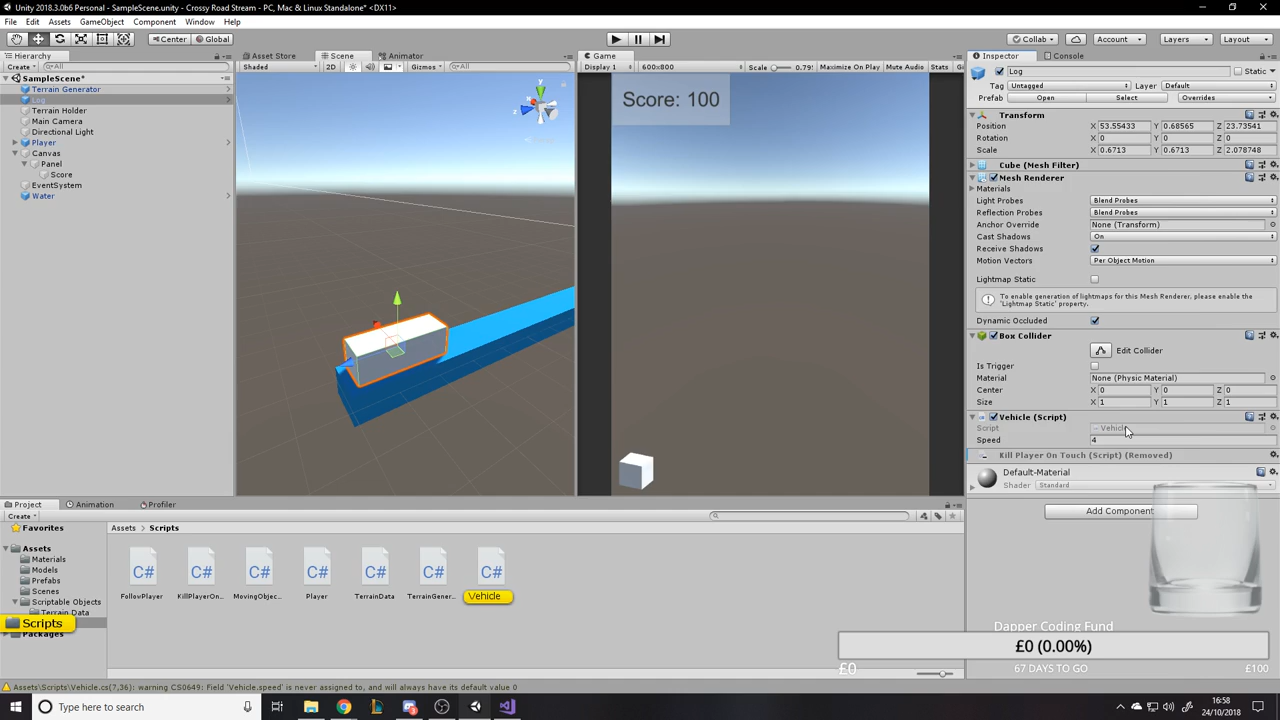 Unity 2018.3.0b6 Personal - SampleScene.unity - Crossy Road Stream - PC, Mac & Linux Standalone* <DX11>
File Edit Assets GameObject Component Window Help
Center Global Collab Account Layers Layout
Hierarchy
Create All
SampleScene*
Terrain Generator
Log
Terrain Holder
Main Camera
Directional Light
Player
Canvas
Panel
Score
EventSystem
Water
Asset Store Scene Animator
Shaded 2D Gizmos All
y
x
z
Game
Display 1 600x800 Scale 0.79 Maximize On Play Mute Audio Stats
Score: 100
Inspector Console
Log Static
Tag Untagged Layer Default
Prefab Open Select Overrides
Transform
Position X 53.55433 Y 0.68565 Z 23.73541
Rotation X 0 Y 0 Z 0
Scale X 0.6713 Y 0.6713 Z 2.078748
Cube (Mesh Filter)
Mesh Renderer
Materials
Light Probes Blend Probes
Reflection Probes Blend Probes
Anchor Override None (Transform)
Cast Shadows On
Receive Shadows
Motion Vectors Per Object Motion
Lightmap Static
To enable generation of lightmaps for this Mesh Renderer, please enable the
'Lightmap Static' property.
Dynamic Occluded
Box Collider
Edit Collider
Is Trigger
Material None (Physic Material)
Center X 0 Y 0 Z 0
Size X 1 Y 1 Z 1
Vehicle (Script)
Script Vehicle
Speed 4
Kill Player On Touch (Script) (Removed)
Default-Material
Shader Standard
Add Component
Project Animation Profiler
Create
Favorites
Assets
Materials
Models
Prefabs
Scenes
Scriptable Objects
Terrain Data
Scripts
Packages
Assets Scripts
C# C# C# C# C# C# C#
FollowPlayer KillPlayerOn... MovingObjec... Player TerrainData TerrainGener... Vehicle
Dapper Coding Fund
£0 (0.00%)
£0 67 DAYS TO GO £100
Assets\Scripts\Vehicle.cs(7,36): warning CS0649: Field 'Vehicle.speed' is never assigned to, and will always have its default value 0
Type here to search
16:58
24/10/2018